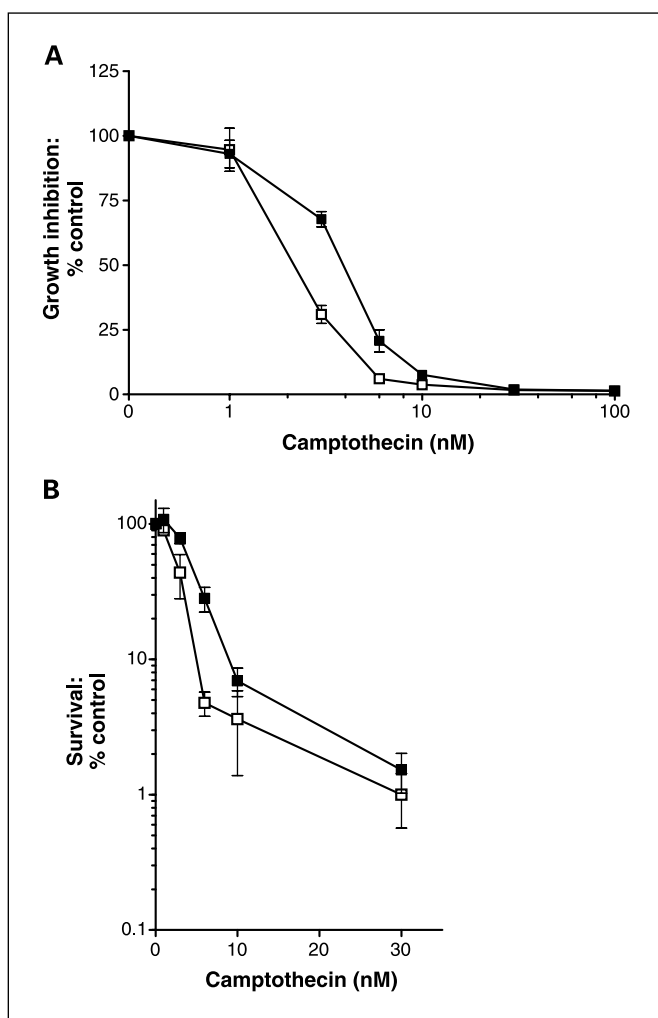 A
125
100
75
50
25
0
Growth inhibition:
% control
0 1 10 100
Camptothecin (nM)
B
100
10
1
0.1
Survival:
% control
0 10 20 30
Camptothecin (nM)